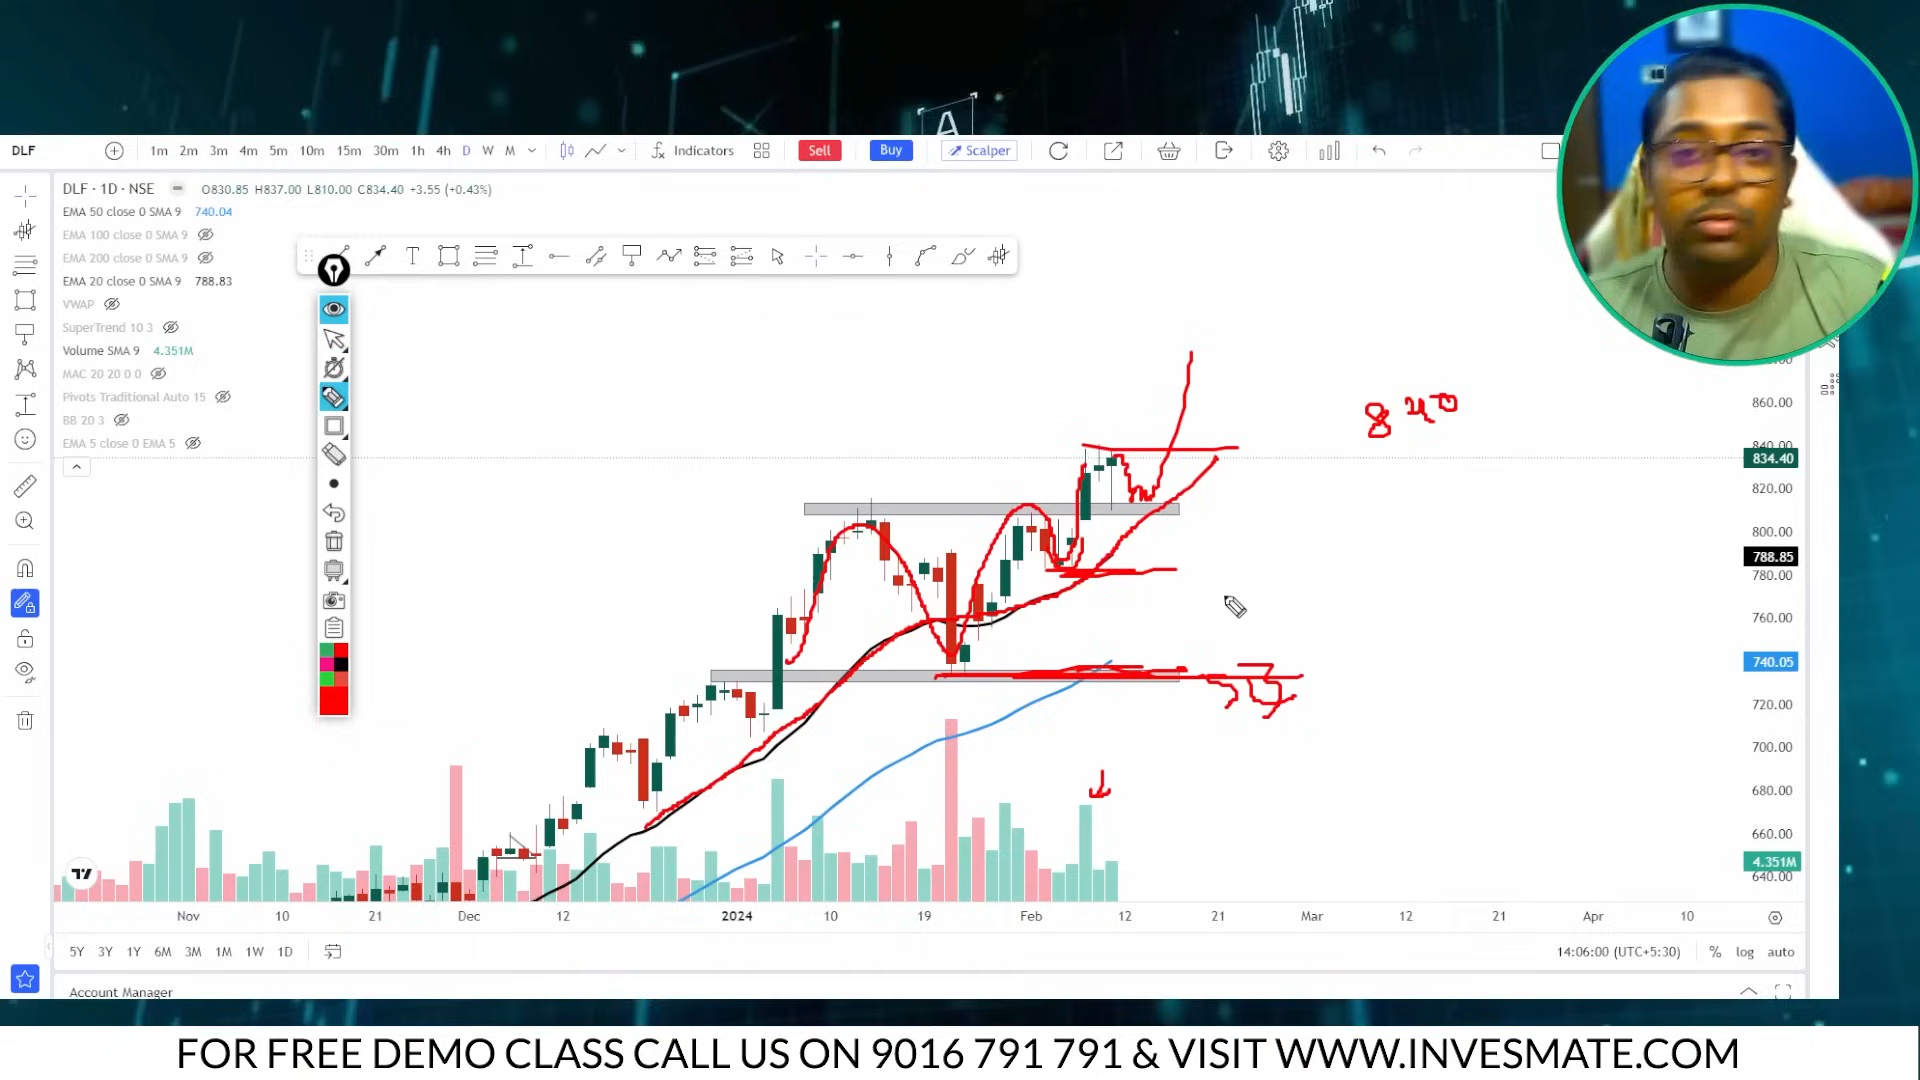 A
DLF 1m 2m 3m 4m 5m 10m 15m 30m 1h 4h D W M Indicators Sell Buy Scalper
DLF · 1D · NSE O830.85 H837.00 L810.00 C834.40 +3.55 (+0.43%)
EMA 50 close 0 SMA 9 740.04
EMA 100 close 0 SMA 9
EMA 200 close 0 SMA 9
EMA 20 close 0 SMA 9 788.83
VWAP
SuperTrend 10 3
Volume SMA 9 4.351M
MAC 20 20 0 0
Pivots Traditional Auto 15
BB 20 3
EMA 5 close 0 EMA 5
T
840
860.00
840.00
834.40
820.00
800.00
788.85
780.00
760.00
740.05
720.00
700.00
680.00
660.00
4.351M
640.00
Nov 10 21 Dec 12 2024 10 19 Feb 12 21 Mar 12 21 Apr 10
5Y 3Y 1Y 6M 3M 1M 1W 1D 14:06:00 (UTC+5:30) % log auto
Account Manager
FOR FREE DEMO CLASS CALL US ON 9016 791 791 & VISIT WWW.INVESMATE.COM